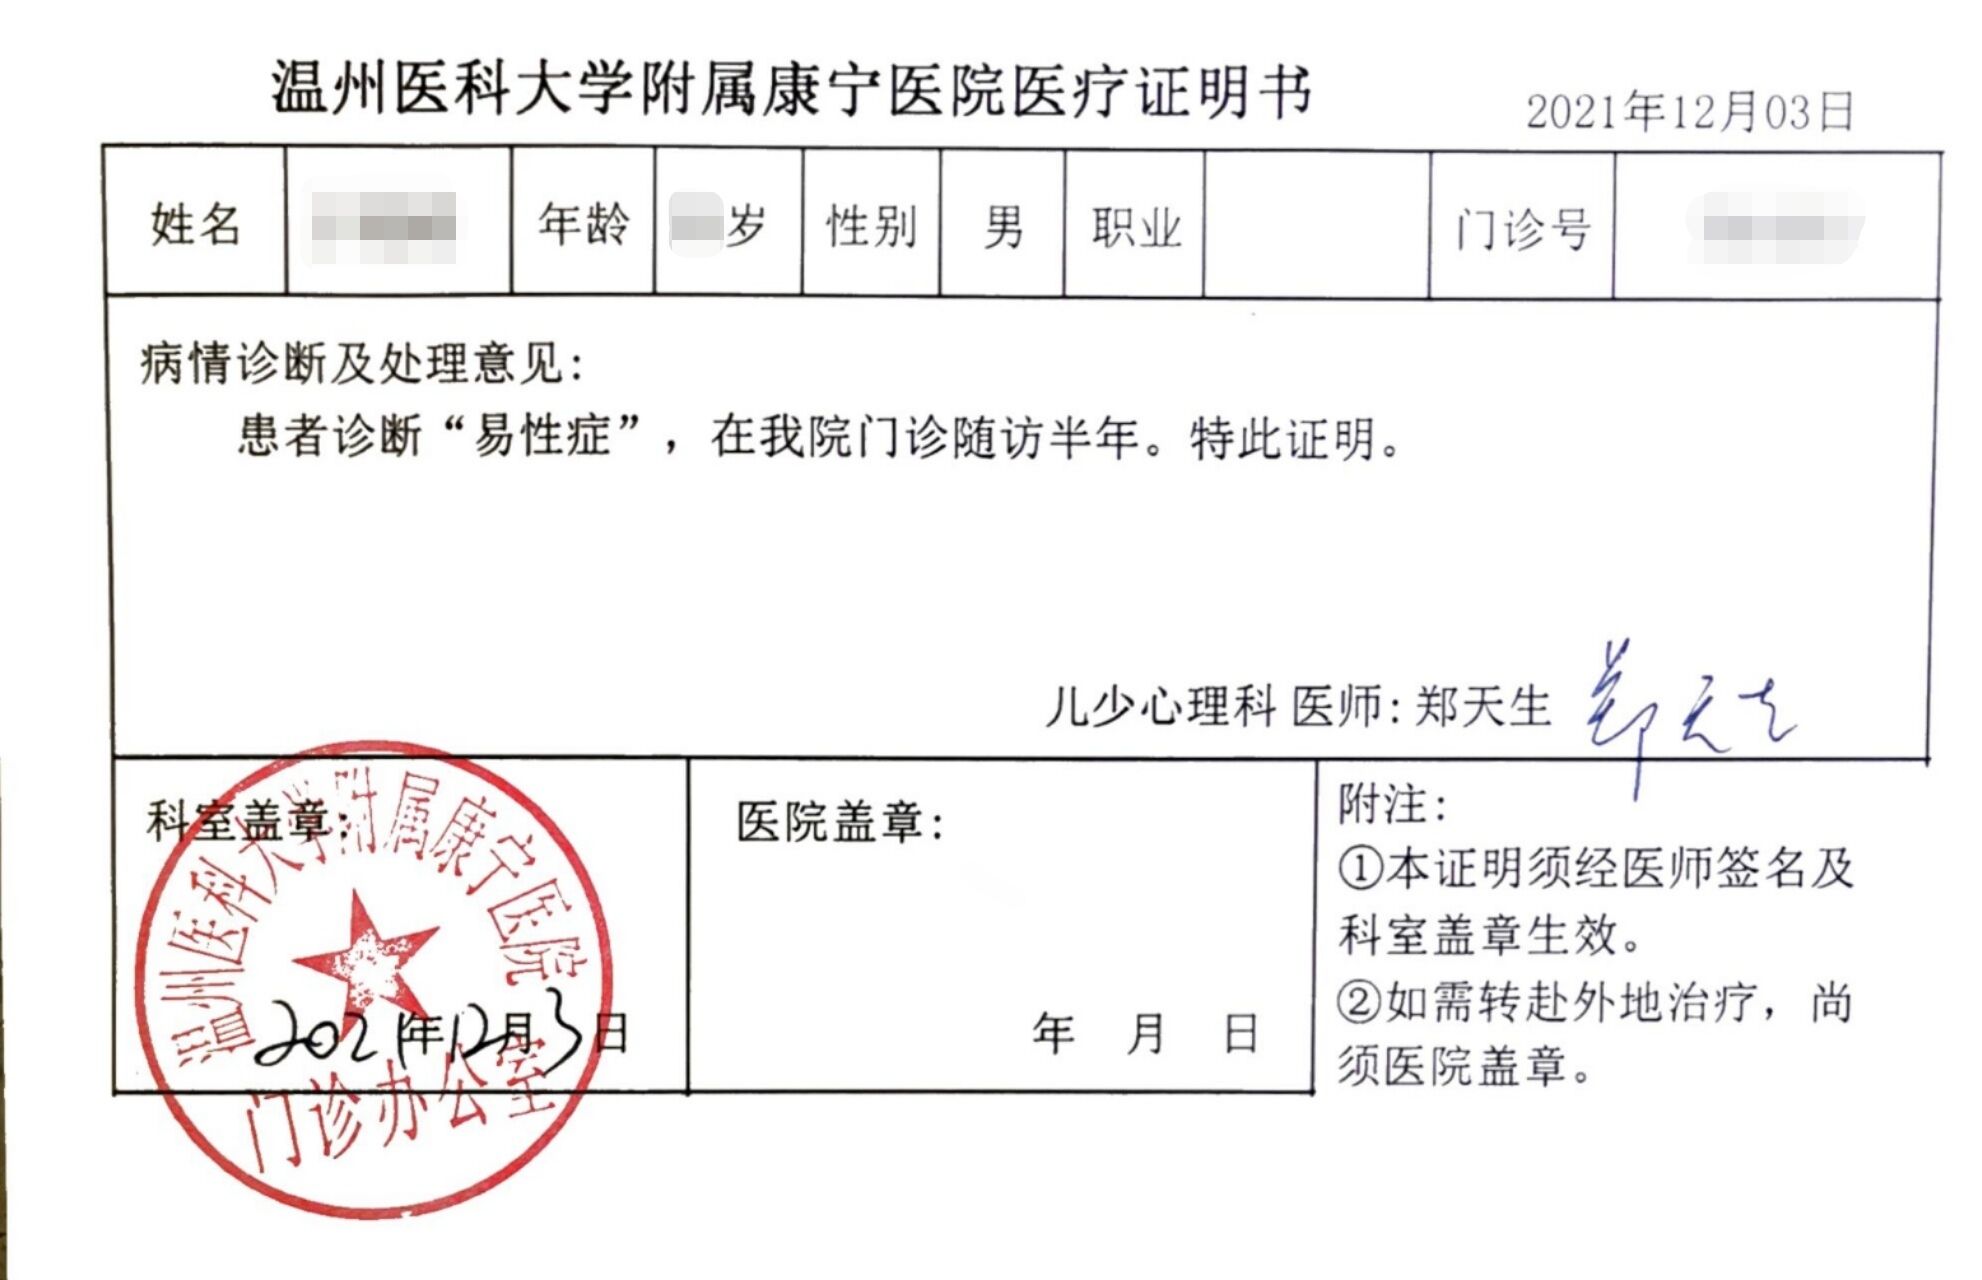 温州医科大学附属康宁医院医疗证明书
2021年12月03日
姓名 年龄 岁 性别 男 职业 门诊号
病情诊断及处理意见:
患者诊断“易性症”,在我院门诊随访半年。特此证明。
儿少心理科 医师:郑天生 郑天生
科室盖章:
2021年12月3日
温州医科大学附属康宁医院
门诊办公室
医院盖章:
年 月 日
附注:
①本证明须经医师签名及
科室盖章生效。
②如需转赴外地治疗,尚
须医院盖章。